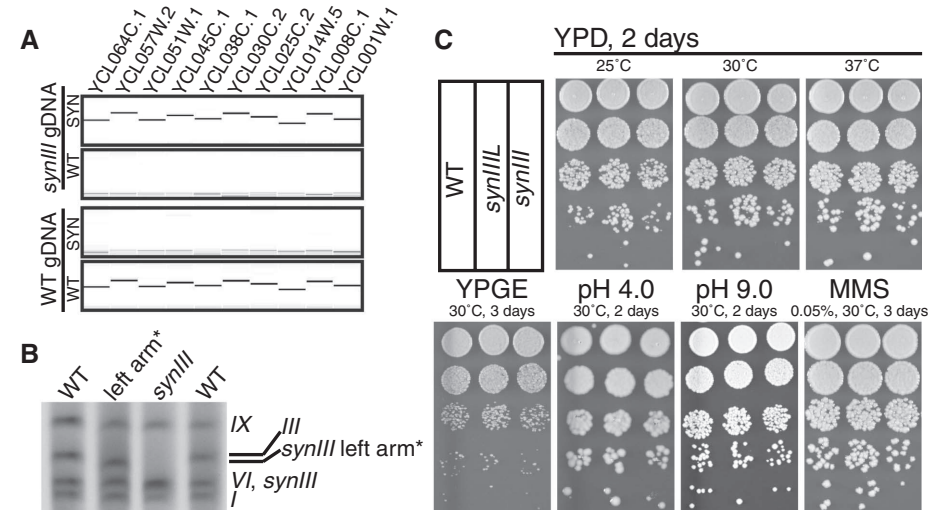 A
YCL064C.1
YCL057W.2
YCL051W.1
YCL045C.1
YCL038C.1
YCL030C.2
YCL025C.2
YCL014W.5
YCL008C.1
YCL001W.1
synIII gDNA
SYN
WT
WT gDNA
SYN
WT
B
WT
left arm*
synIII
WT
IX
III
synIII left arm*
VI, synIII
I
C
YPD, 2 days
25˚C 30˚C 37˚C
WT
synIIIL
synIII
YPGE pH 4.0 pH 9.0 MMS
30˚C, 3 days 30˚C, 2 days 30˚C, 2 days 0.05%, 30˚C, 3 days